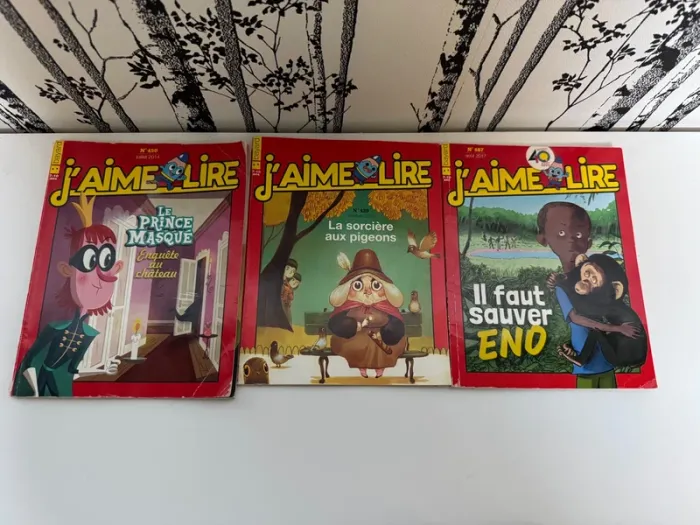 J'AIME LIRE
LE
PRINCE
MASQUÉ
Enquête
au
château
J'AIME LIRE
La sorcière
aux pigeons
J'AIME LIRE
Il faut
sauver
ENO